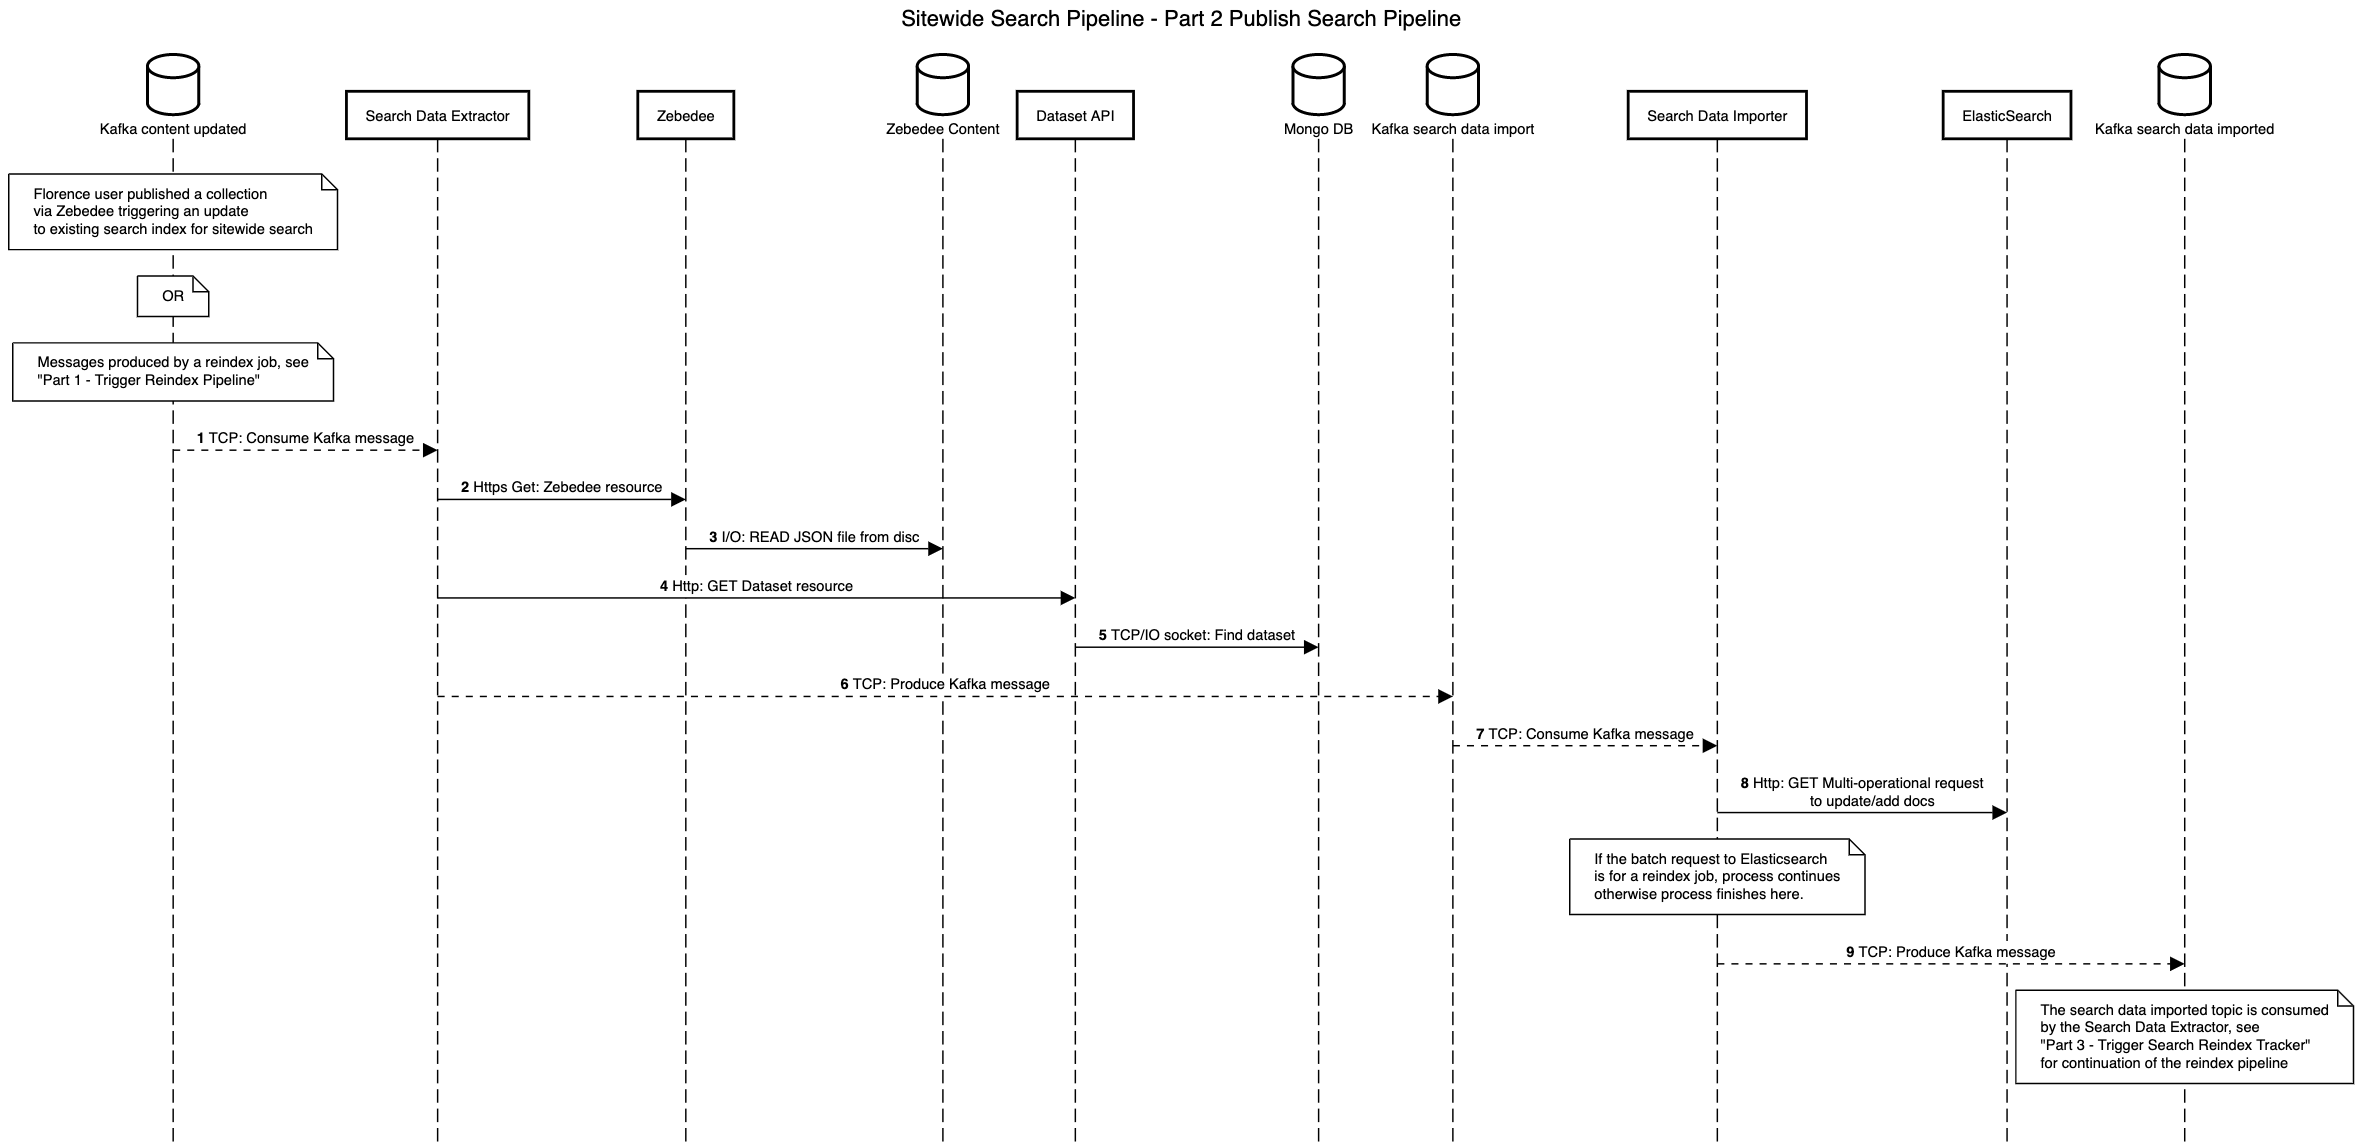 Sitewide Search Pipeline - Part 2 Publish Search Pipeline
Kafka content updated
Search Data Extractor
Zebedee
Zebedee Content
Dataset API
Mongo DB
Kafka search data import
Search Data Importer
ElasticSearch
Kafka search data imported
Florence user published a collection
via Zebedee triggering an update
to existing search index for sitewide search
OR
Messages produced by a reindex job, see
"Part 1 - Trigger Reindex Pipeline"
1 TCP: Consume Kafka message
2 Https Get: Zebedee resource
3 I/O: READ JSON file from disc
4 Http: GET Dataset resource
5 TCP/IO socket: Find dataset
6 TCP: Produce Kafka message
7 TCP: Consume Kafka message
8 Http: GET Multi-operational request
to update/add docs
If the batch request to Elasticsearch
is for a reindex job, process continues
otherwise process finishes here.
9 TCP: Produce Kafka message
The search data imported topic is consumed
by the Search Data Extractor, see
"Part 3 - Trigger Search Reindex Tracker"
for continuation of the reindex pipeline